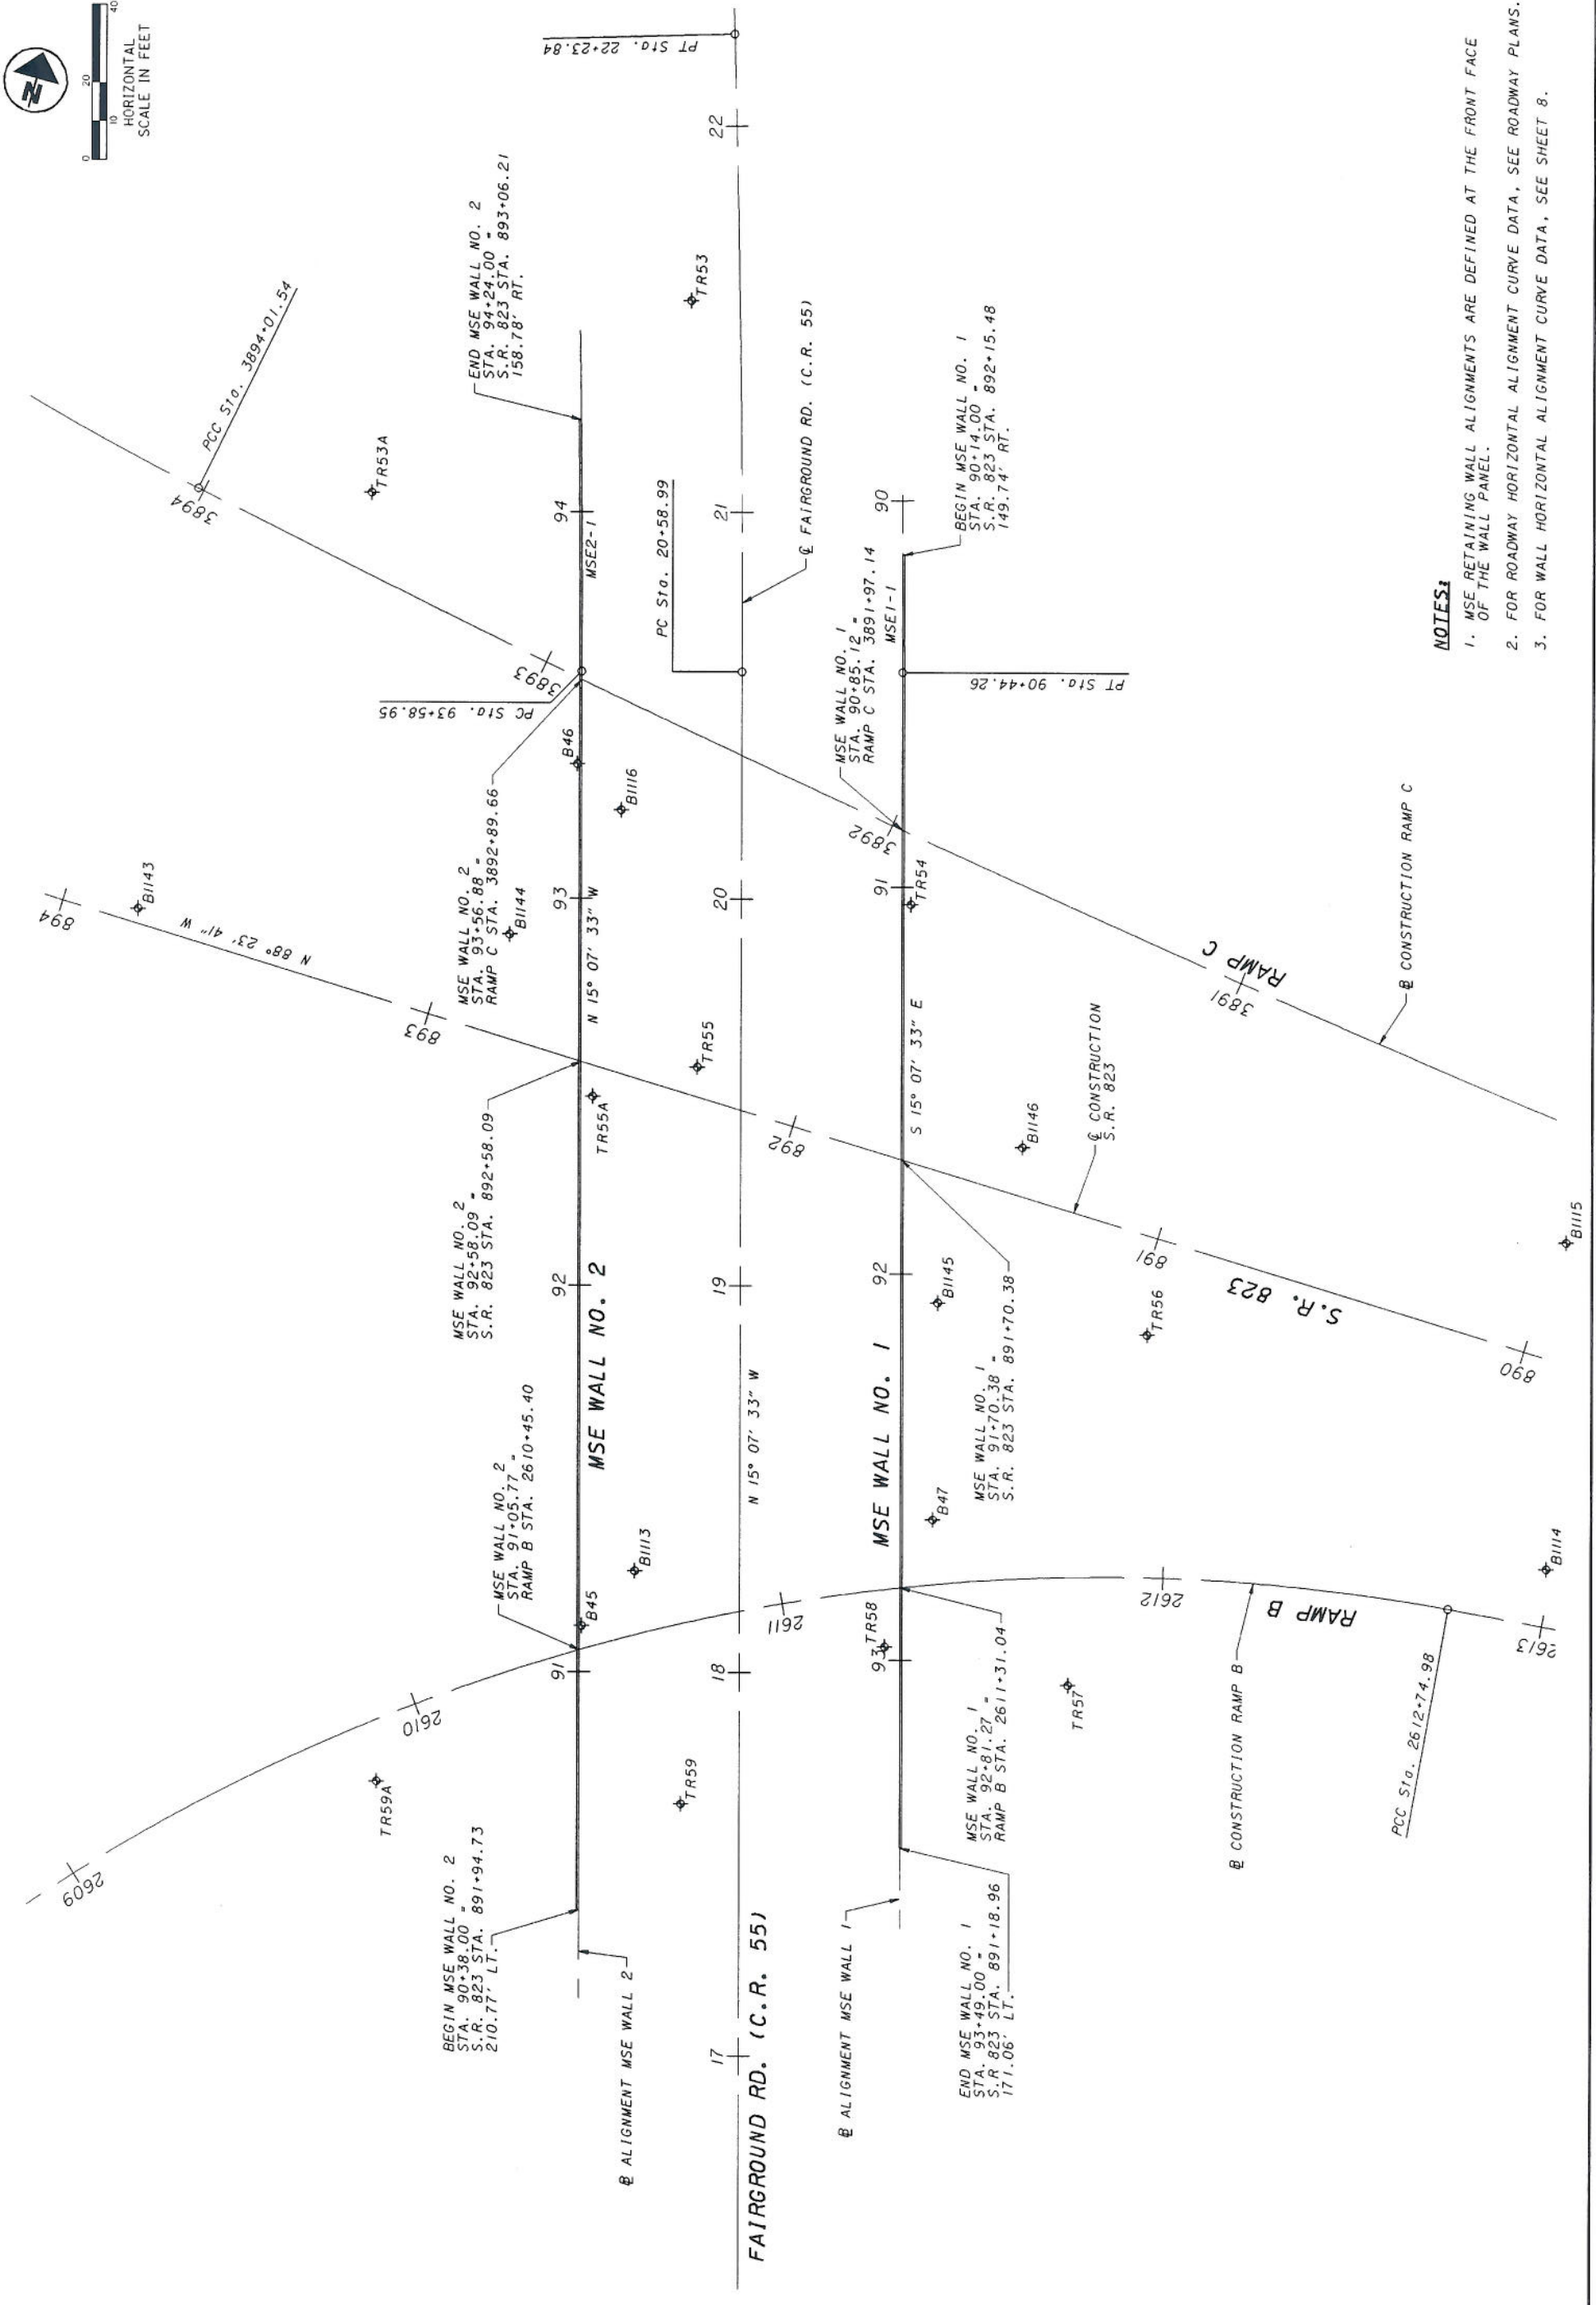 N
0 10 20 40
HORIZONTAL
SCALE IN FEET
PCC Sta. 3894+01.54
3894
TR53A
END MSE WALL NO. 2
STA. 94+24.00 =
S.R. 823 STA. 893+06.21
158.78' RT.
PT Sta. 22+23.84
22
TR53
94
MSE2-1
3893
PC Sta. 93+58.95
PC Sta. 20+58.99
21
℄ FAIRGROUND RD. (C.R. 55)
90
BEGIN MSE WALL NO. 1
STA. 90+14.00 =
S.R. 823 STA. 892+15.48
149.74' RT.
MSE1-1
PT Sta. 90+44.26
MSE WALL NO. 1
STA. 90+85.12 =
RAMP C STA. 3891+97.14
3892
894
B1143
N 88° 23' 41" W
893
MSE WALL NO. 2
STA. 93+56.88 =
RAMP C STA. 3892+89.66
B1144
93
N 15° 07' 33" W
B46
B1116
20
91
TR54
S 15° 07' 33" E
3891
RAMP C
B CONSTRUCTION RAMP C
MSE WALL NO. 2
STA. 92+58.09 =
S.R. 823 STA. 892+58.09
TR55A
TR55
892
B1146
℄ CONSTRUCTION
S.R. 823
891
S.R. 823
890
B1115
92
MSE WALL NO. 2
19
92
B1145
TR56
MSE WALL NO. 1
MSE WALL NO. 1
STA. 91+70.38 =
S.R. 823 STA. 891+70.38
N 15° 07' 33" W
MSE WALL NO. 2
STA. 91+05.77 =
RAMP B STA. 2610+45.40
B45
B1113
B47
2611
2612
RAMP B
B1114
2613
2610
91
18
93
TR58
TR57
MSE WALL NO. 1
STA. 92+81.27 =
RAMP B STA. 2611+31.04
B CONSTRUCTION RAMP B
PCC Sta. 2612+74.98
TR59A
TR59
2609
BEGIN MSE WALL NO. 2
STA. 90+38.00 =
S.R. 823 STA. 891+94.73
210.77' LT.
B ALIGNMENT MSE WALL 2
17
FAIRGROUND RD. (C.R. 55)
B ALIGNMENT MSE WALL 1
END MSE WALL NO. 1
STA. 93+49.00 =
S.R 823 STA. 891+18.96
171.06' LT.
NOTES:
1. MSE RETAINING WALL ALIGNMENTS ARE DEFINED AT THE FRONT FACE
OF THE WALL PANEL.
2. FOR ROADWAY HORIZONTAL ALIGNMENT CURVE DATA, SEE ROADWAY PLANS.
3. FOR WALL HORIZONTAL ALIGNMENT CURVE DATA, SEE SHEET 8.